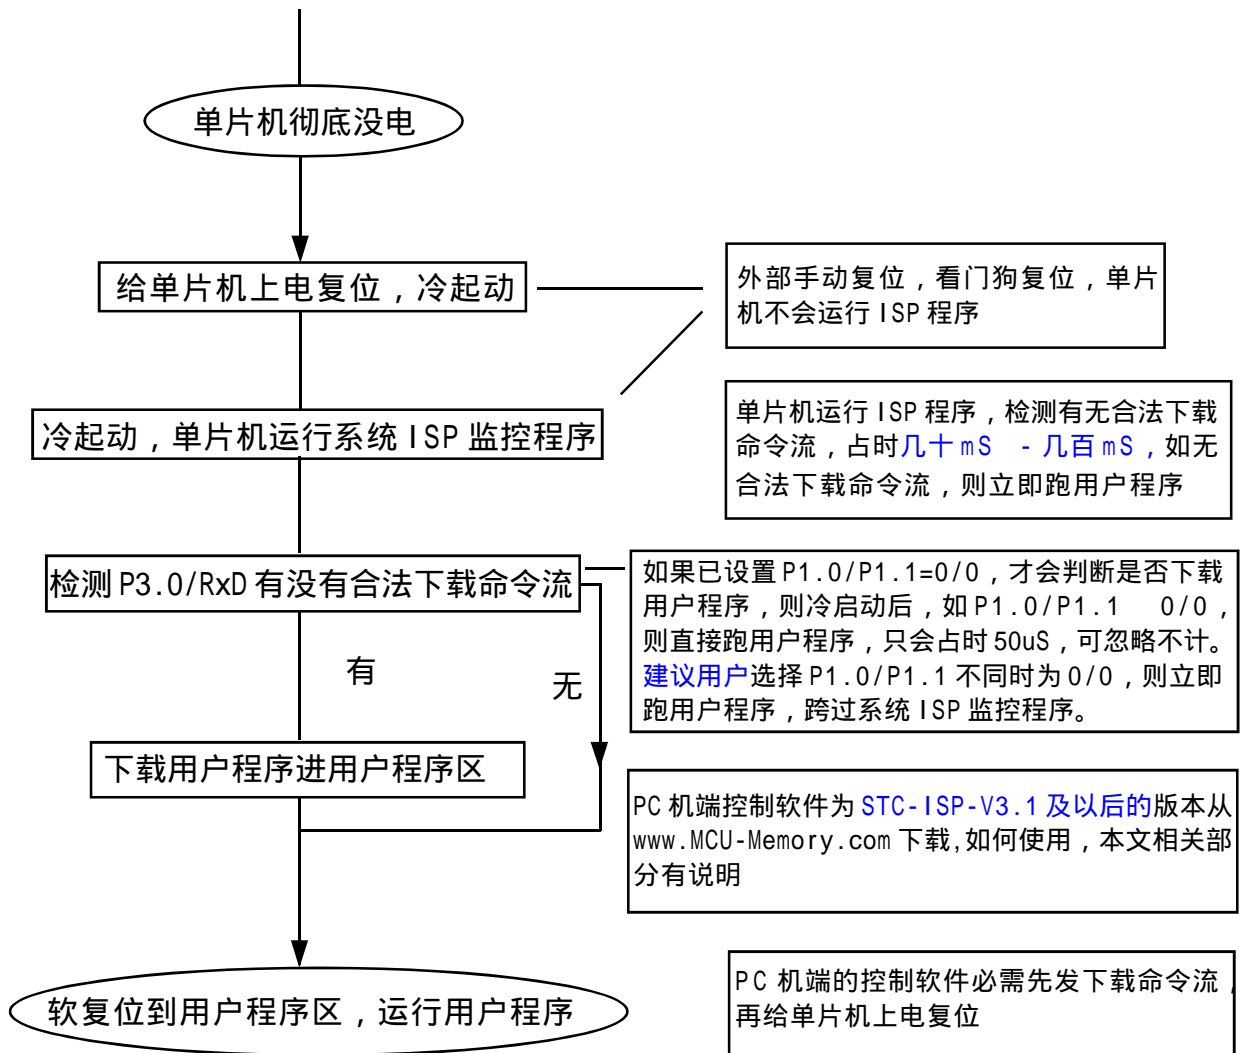 单片机彻底没电
给单片机上电复位，冷起动
外部手动复位，看门狗复位，单片
机不会运行 ISP 程序
冷起动，单片机运行系统 ISP 监控程序
单片机运行 ISP 程序，检测有无合法下载
命令流，占时几十 mS - 几百 mS，如无
合法下载命令流，则立即跑用户程序
检测 P3.0/RxD 有没有合法下载命令流
如果已设置 P1.0/P1.1=0/0，才会判断是否下载
用户程序，则冷启动后，如 P1.0/P1.1 0/0，
则直接跑用户程序，只会占时 50uS，可忽略不计。
建议用户选择 P1.0/P1.1 不同时为 0/0，则立即
跑用户程序，跨过系统 ISP 监控程序。
有
无
下载用户程序进用户程序区
PC 机端控制软件为 STC-ISP-V3.1 及以后的版本从
www.MCU-Memory.com 下载,如何使用，本文相关部
分有说明
软复位到用户程序区，运行用户程序
PC 机端的控制软件必需先发下载命令流，
再给单片机上电复位